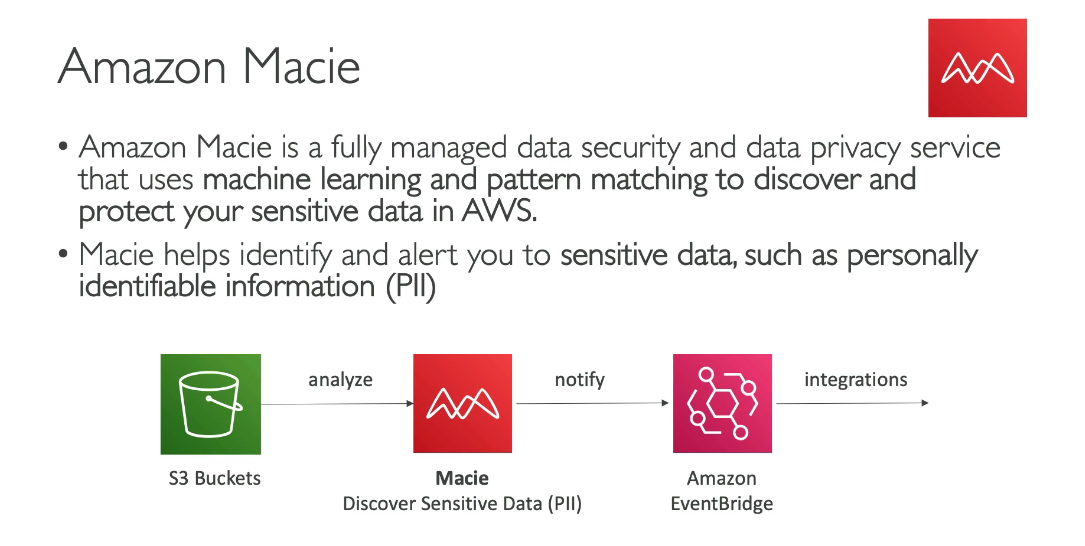 Amazon Macie
• Amazon Macie is a fully managed data security and data privacy service
that uses machine learning and pattern matching to discover and
protect your sensitive data in AWS.
• Macie helps identify and alert you to sensitive data, such as personally
identifiable information (PII)
analyze
notify
integrations
S3 Buckets
Macie
Discover Sensitive Data (PII)
Amazon
EventBridge